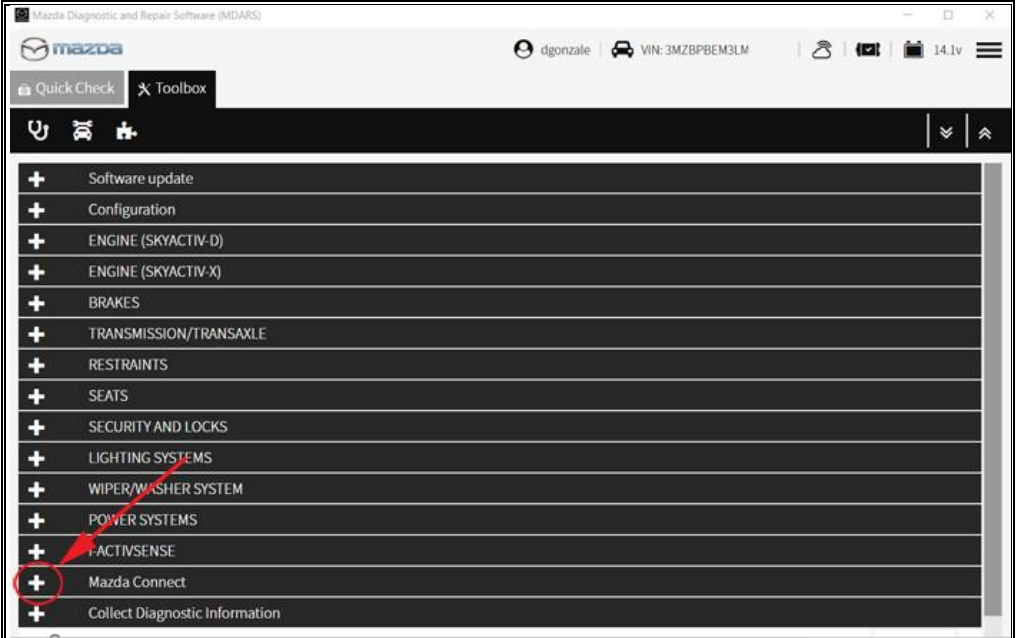 Mazda Diagnostic and Repair Software (MDARS)
mazda dgonzale VIN: 3MZBPBEM3LM 14.1v
Quick Check Toolbox
Software update
Configuration
ENGINE (SKYACTIV-D)
ENGINE (SKYACTIV-X)
BRAKES
TRANSMISSION/TRANSAXLE
RESTRAINTS
SEATS
SECURITY AND LOCKS
LIGHTING SYSTEMS
WIPER/WASHER SYSTEM
POWER SYSTEMS
i-ACTIVSENSE
Mazda Connect
Collect Diagnostic Information